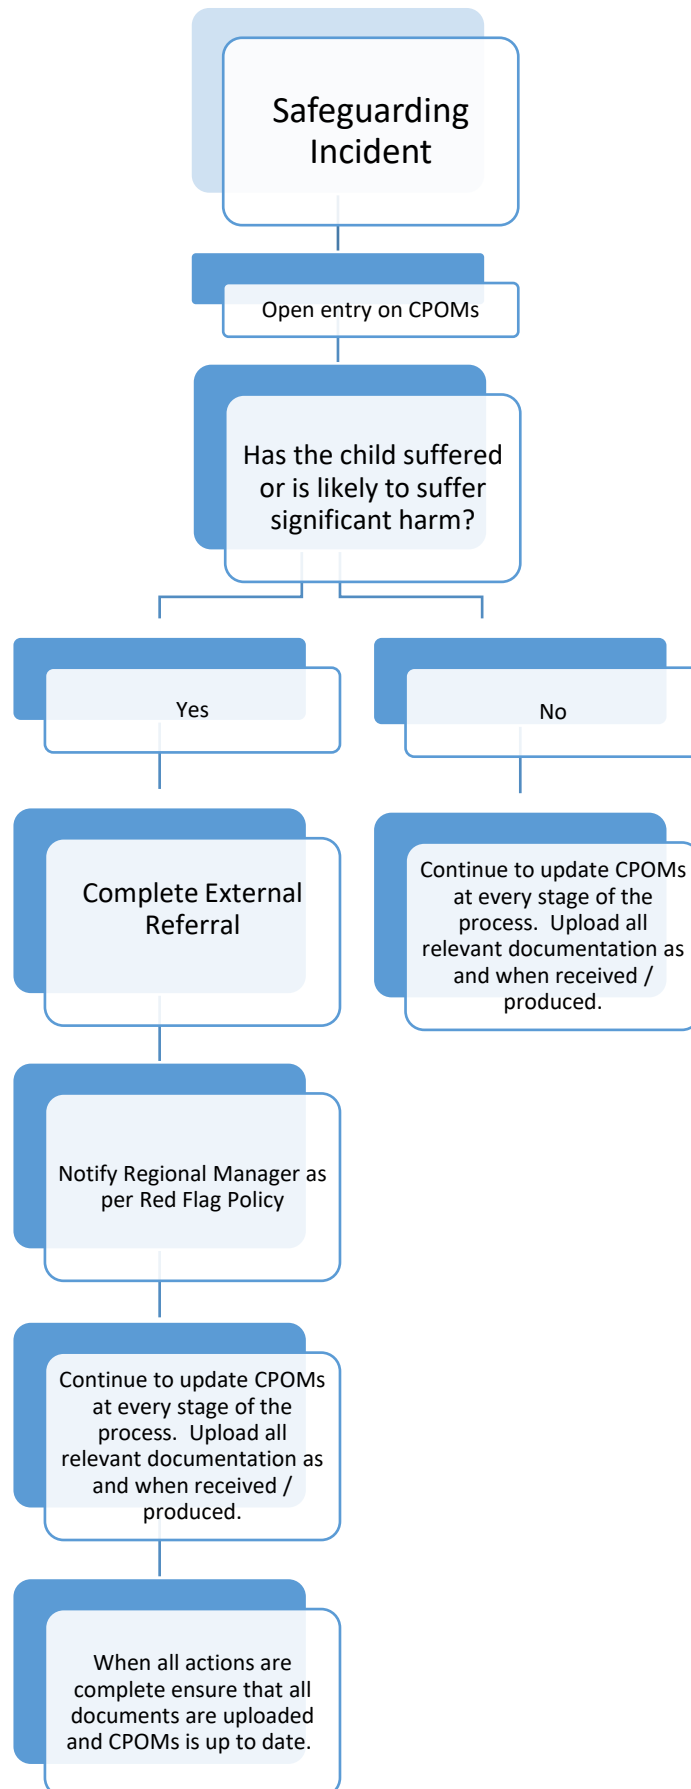 Safeguarding
Incident
Open entry on CPOMs
Has the child suffered
or is likely to suffer
significant harm?
Yes
No
Complete External
Referral
Continue to update CPOMs
at every stage of the
process.  Upload all
relevant documentation as
and when received /
produced.
Notify Regional Manager as
per Red Flag Policy
Continue to update CPOMs
at every stage of the
process.  Upload all
relevant documentation as
and when received /
produced.
When all actions are
complete ensure that all
documents are uploaded
and CPOMs is up to date.